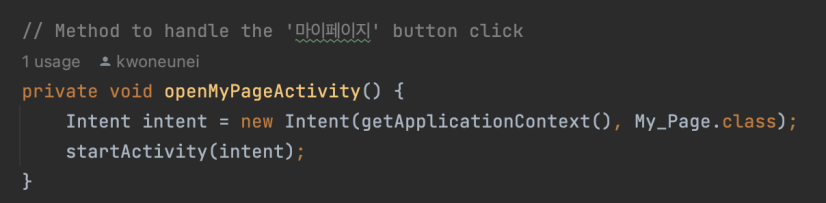 // Method to handle the '마이페이지' button click
1 usage kwoneunei
private void openMyPageActivity() {
    Intent intent = new Intent(getApplicationContext(), My_Page.class);
    startActivity(intent);
}